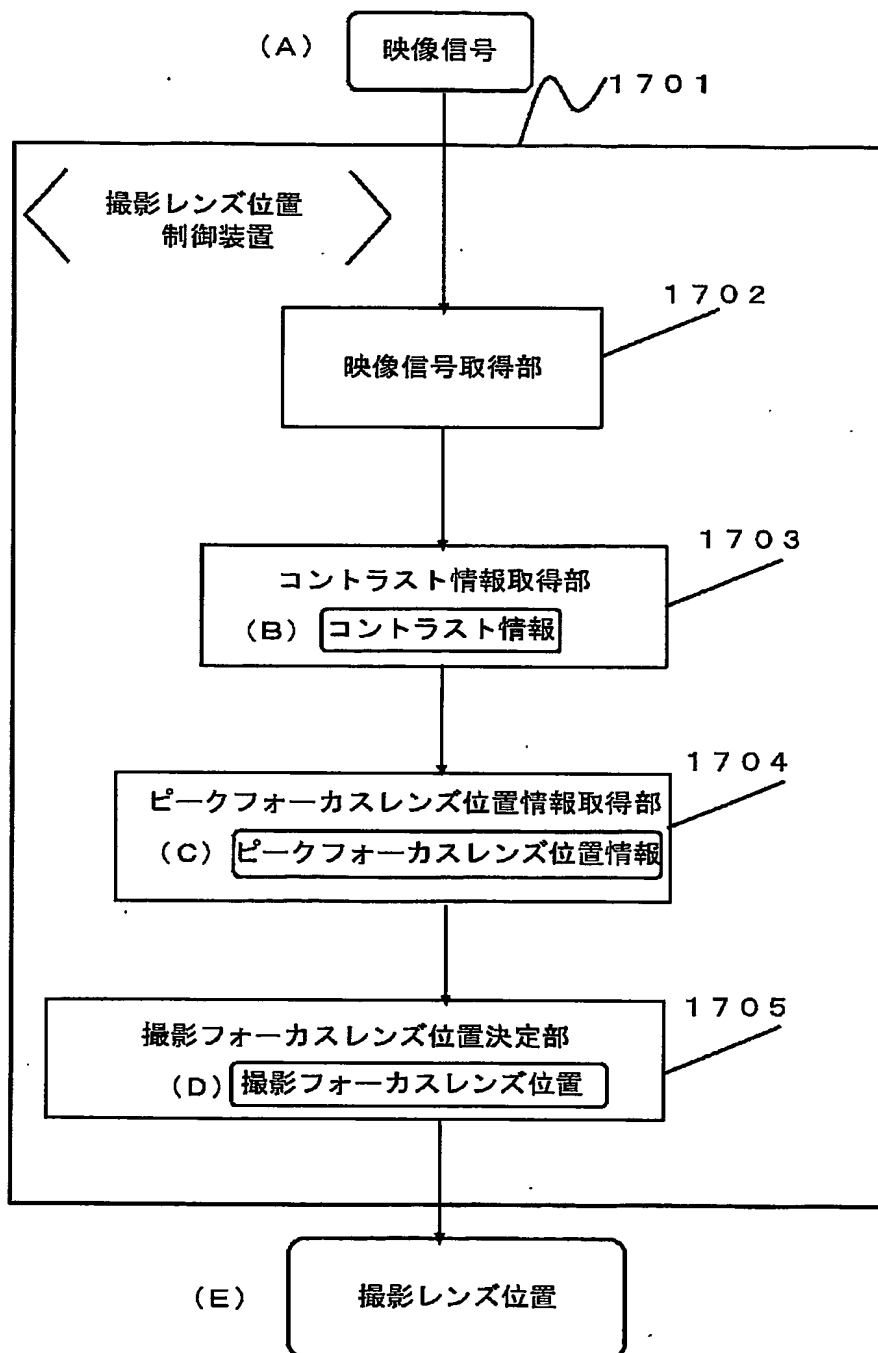 (A) 映像信号
1701
撮影レンズ位置
制御装置
1702
映像信号取得部
1703
コントラスト情報取得部
(B) コントラスト情報
1704
ピークフォーカスレンズ位置情報取得部
(C) ピークフォーカスレンズ位置情報
1705
撮影フォーカスレンズ位置決定部
(D) 撮影フォーカスレンズ位置
(E) 撮影レンズ位置